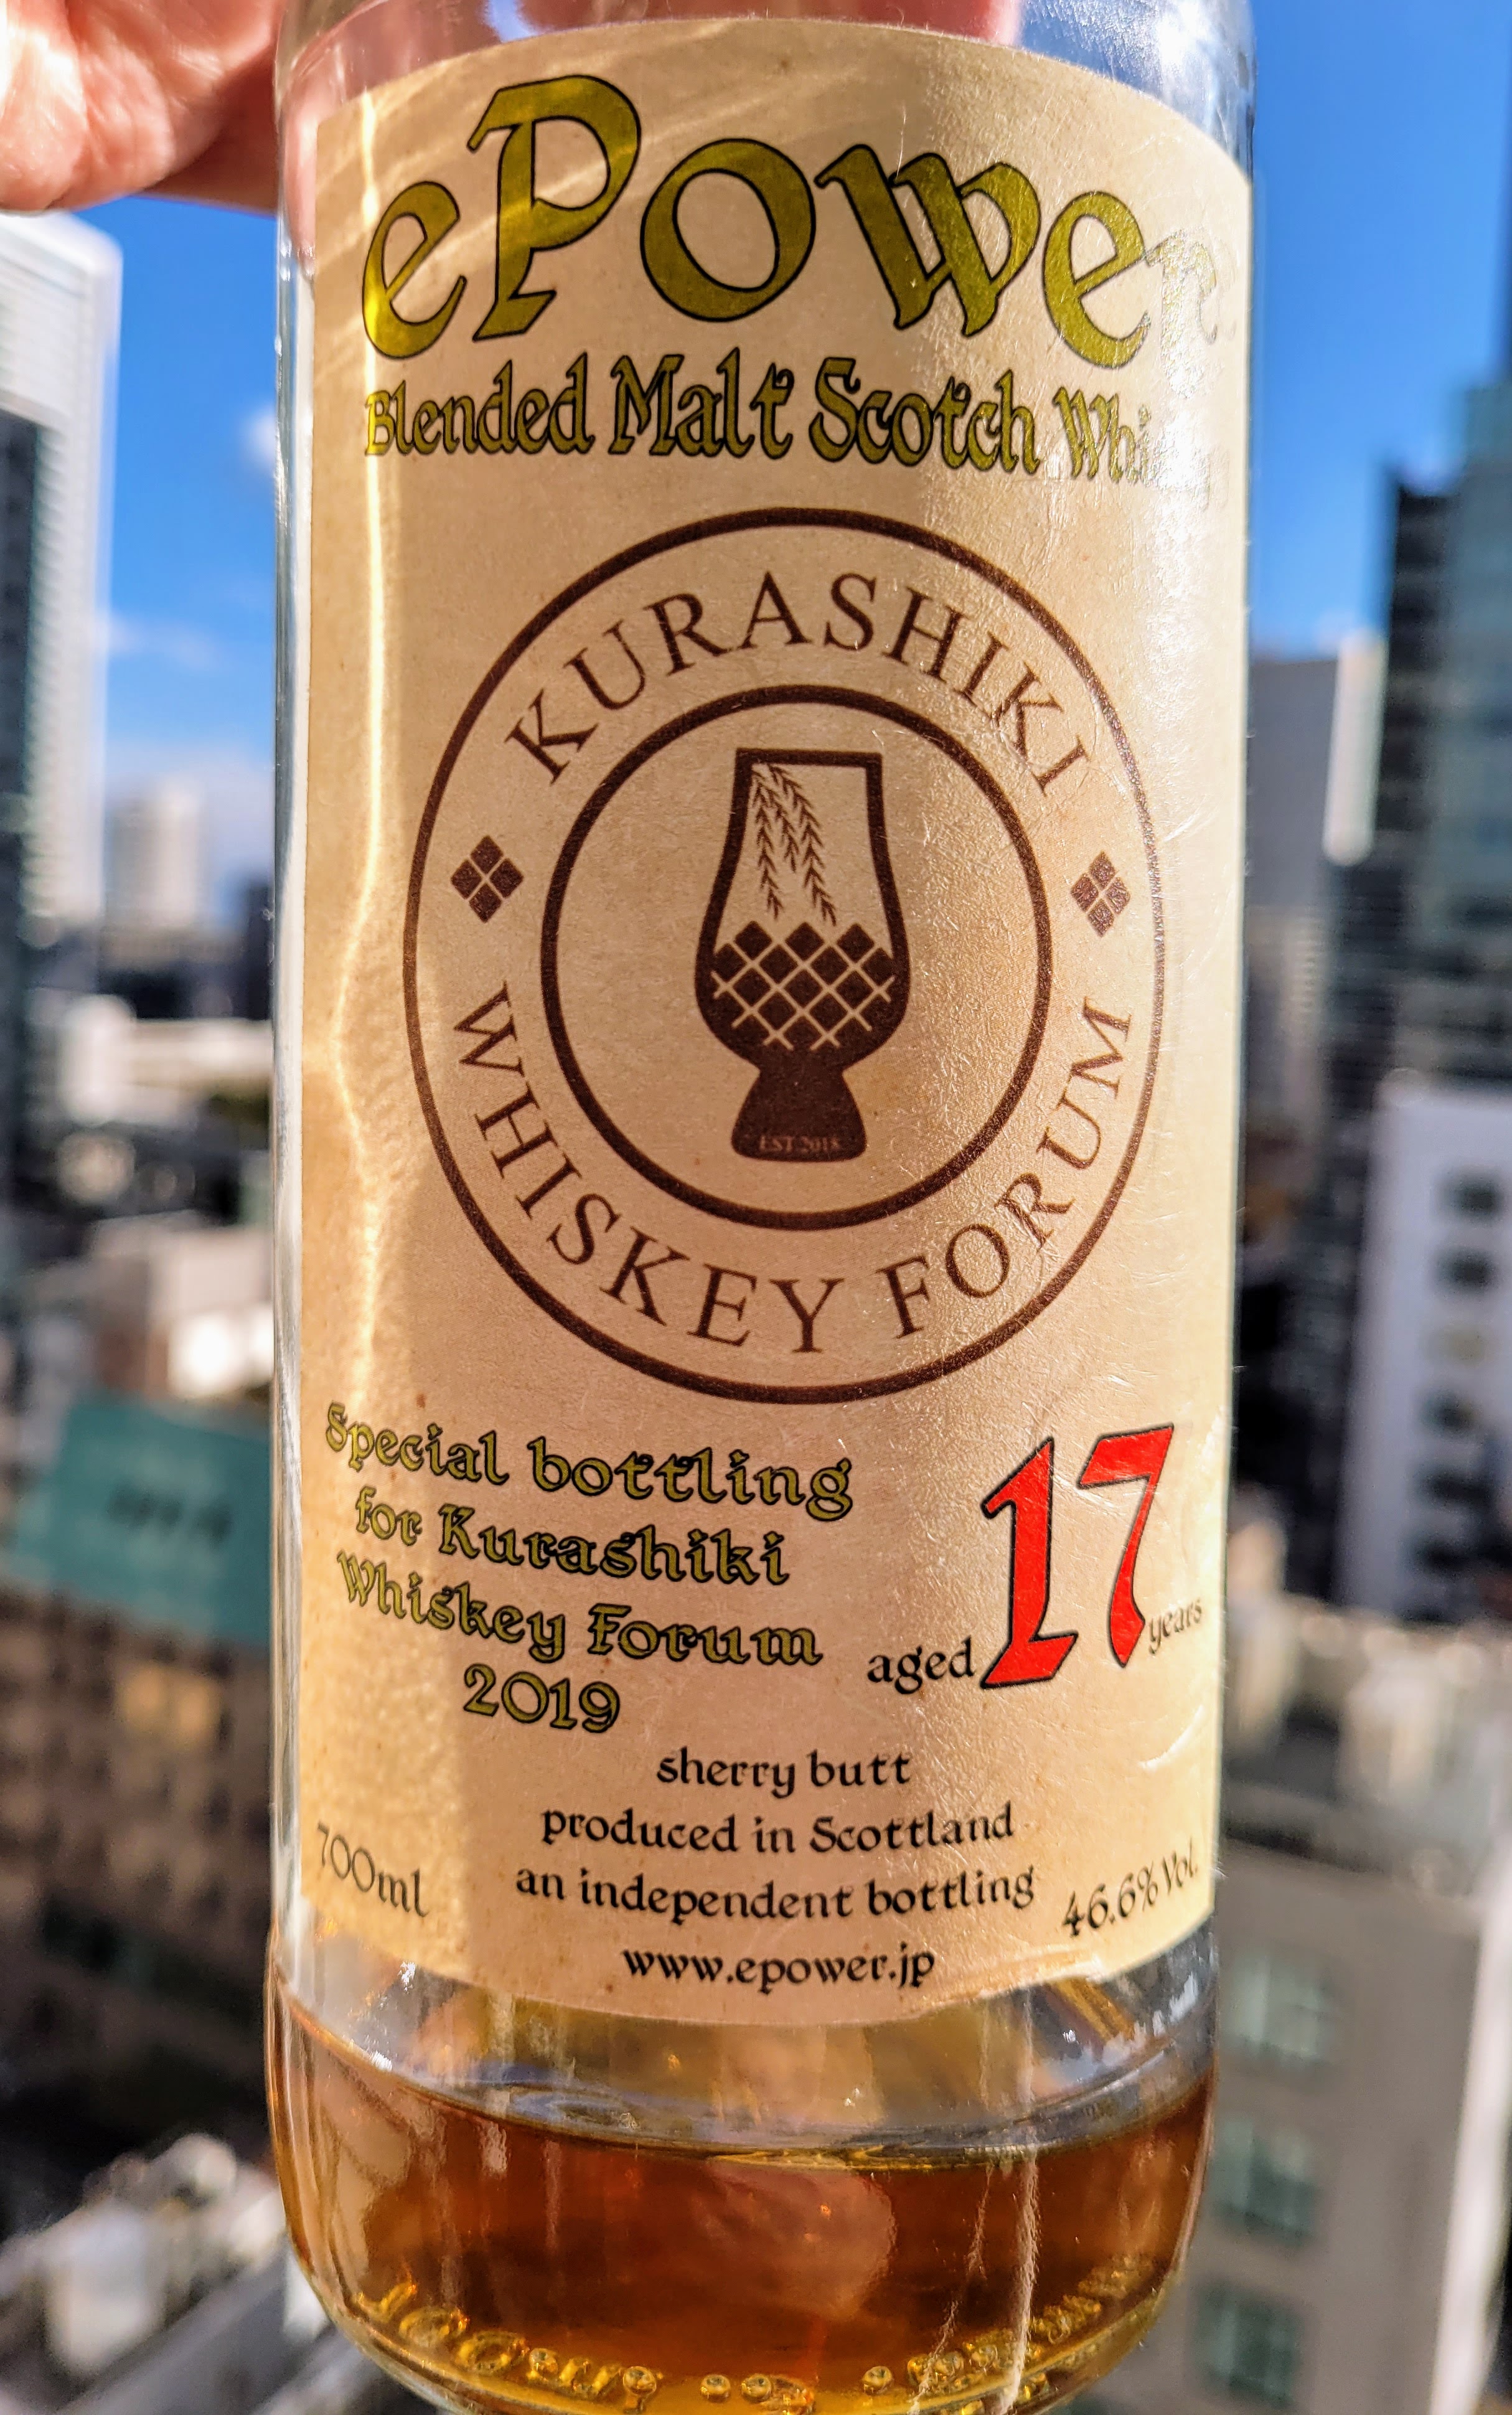 ePower
Blended Malt Scotch
KURASHIKI
EST 2018
WHISKEY FORUM
Special bottling
for Kurashiki
Whiskey Forum
2019
aged 17 years
sherry butt
produced in Scottland
an independent bottling
700ml
46.6% Vol.
www.epower.jp